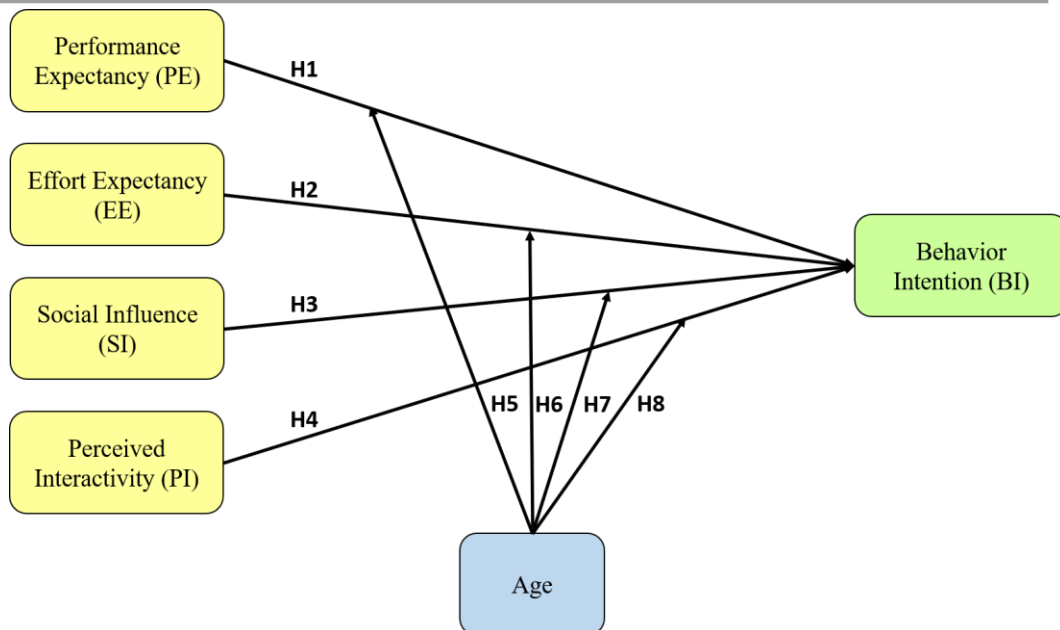 Performance
Expectancy (PE)
H1
Effort Expectancy
(EE)
H2
Behavior
Intention (BI)
Social Influence
(SI)
H3
Perceived
Interactivity (PI)
H4
H5
H6
H7
H8
Age